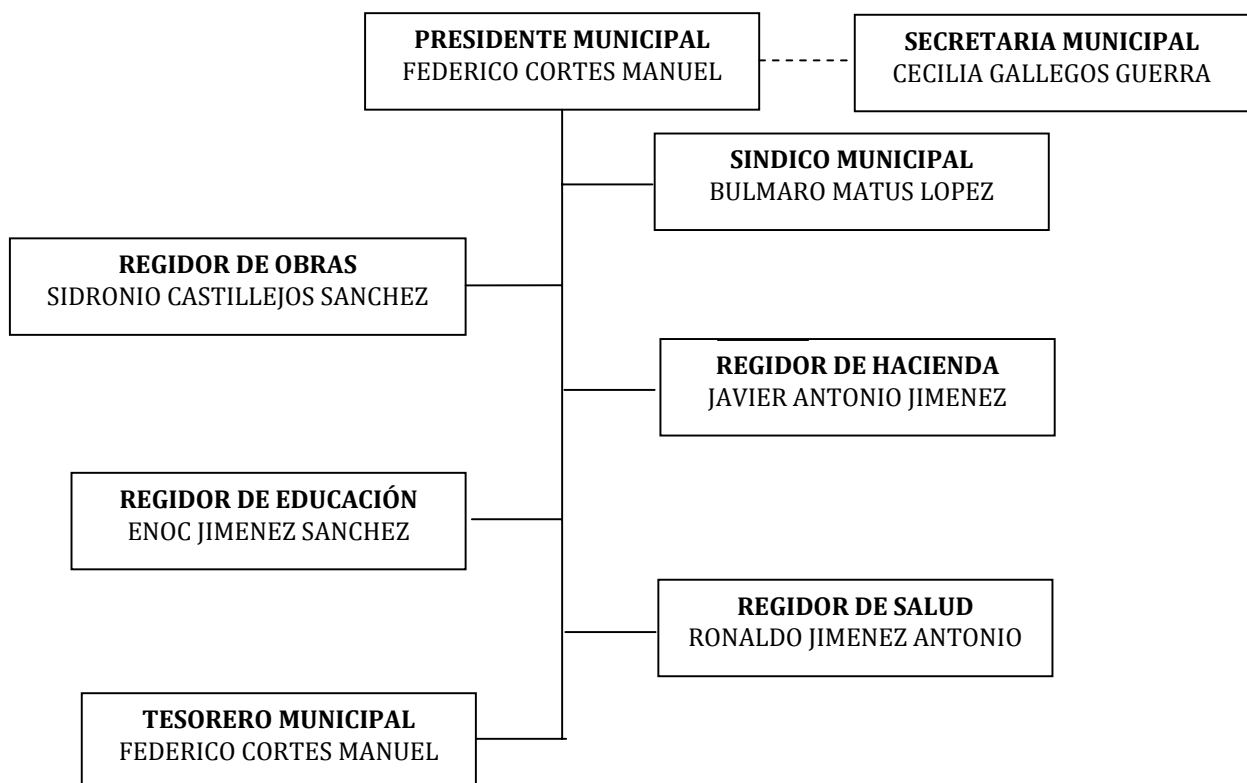 PRESIDENTE MUNICIPAL
FEDERICO CORTES MANUEL
SECRETARIA MUNICIPAL
CECILIA GALLEGOS GUERRA
SINDICO MUNICIPAL
BULMARO MATUS LOPEZ
REGIDOR DE OBRAS
SIDRONIO CASTILLEJOS SANCHEZ
REGIDOR DE HACIENDA
JAVIER ANTONIO JIMENEZ
REGIDOR DE EDUCACIÓN
ENOC JIMENEZ SANCHEZ
REGIDOR DE SALUD
RONALDO JIMENEZ ANTONIO
TESORERO MUNICIPAL
FEDERICO CORTES MANUEL